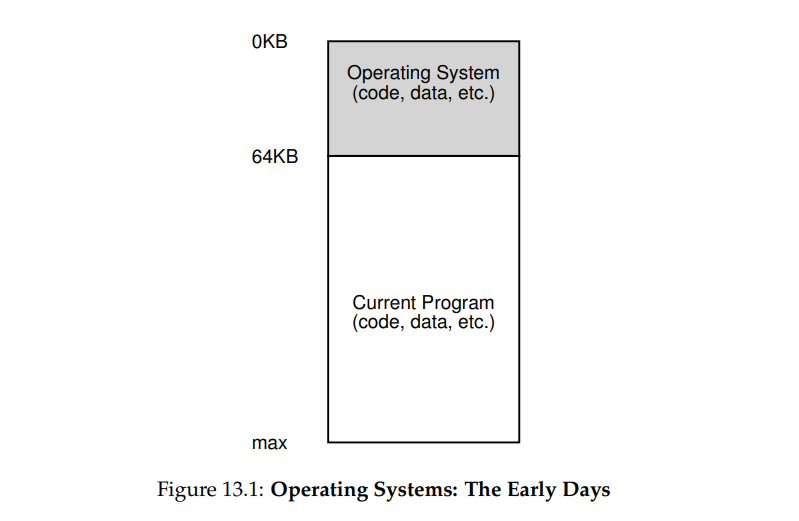 0KB
Operating System
(code, data, etc.)
64KB
Current Program
(code, data, etc.)
max
Figure 13.1: Operating Systems: The Early Days